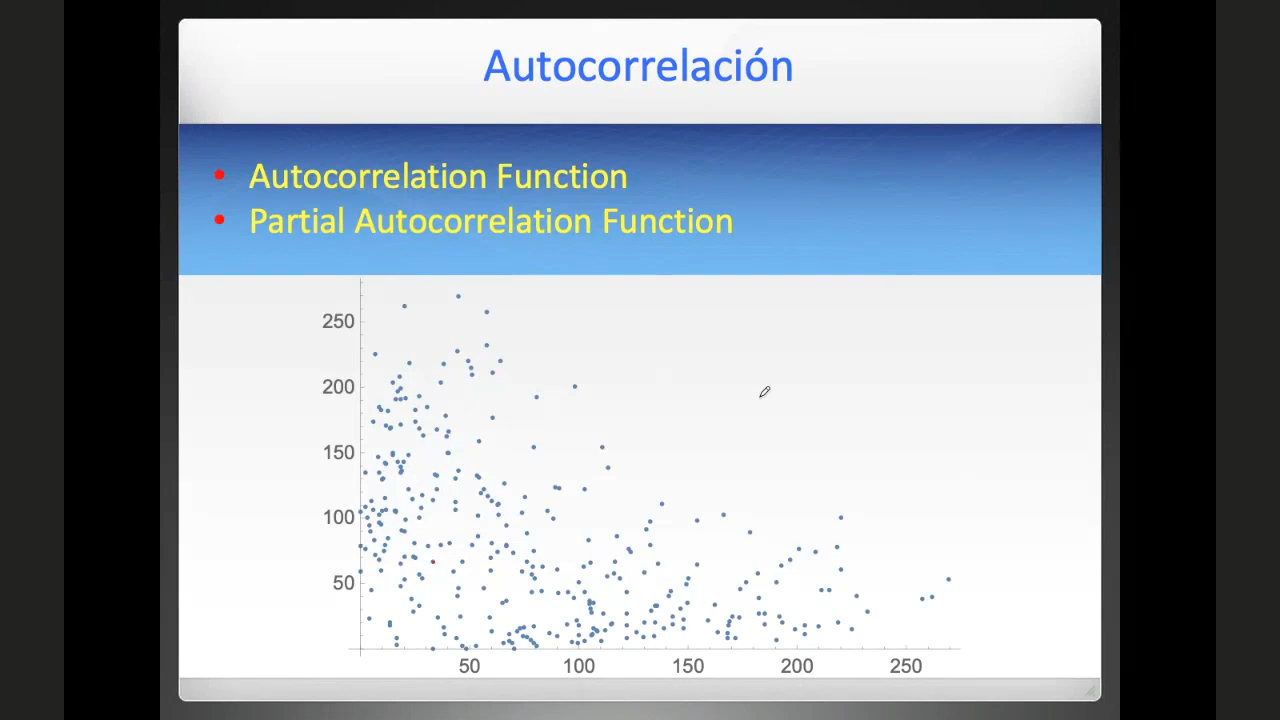 Autocorrelación
• Autocorrelation Function
• Partial Autocorrelation Function
250
200
150
100
50
50 100 150 200 250